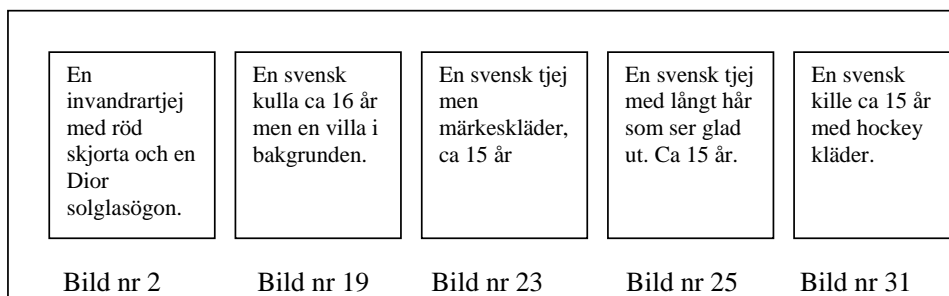 En
invandrartjej
med röd
skjorta och en
Dior
solglasögon.
En svensk
kulla ca 16 år
men en villa i
bakgrunden.
En svensk tjej
men
märkeskläder,
ca 15 år
En svensk tjej
med långt hår
som ser glad
ut. Ca 15 år.
En svensk
kille ca 15 år
med hockey
kläder.
Bild nr 2
Bild nr 19
Bild nr 23
Bild nr 25
Bild nr 31